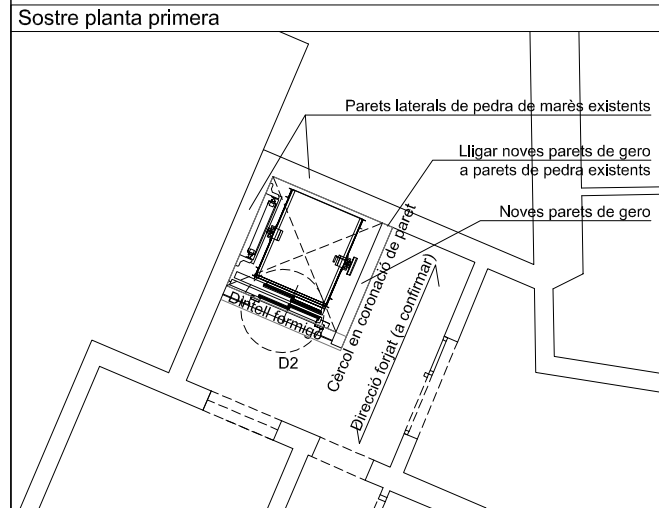 Sostre planta primera
Parets laterals de pedra de marès existents
Lligar noves parets de gero
a parets de pedra existents
Noves parets de gero
Cèrcol en coronació de paret
Direcció forjat (a confirmar)
Dintell formigó
D2